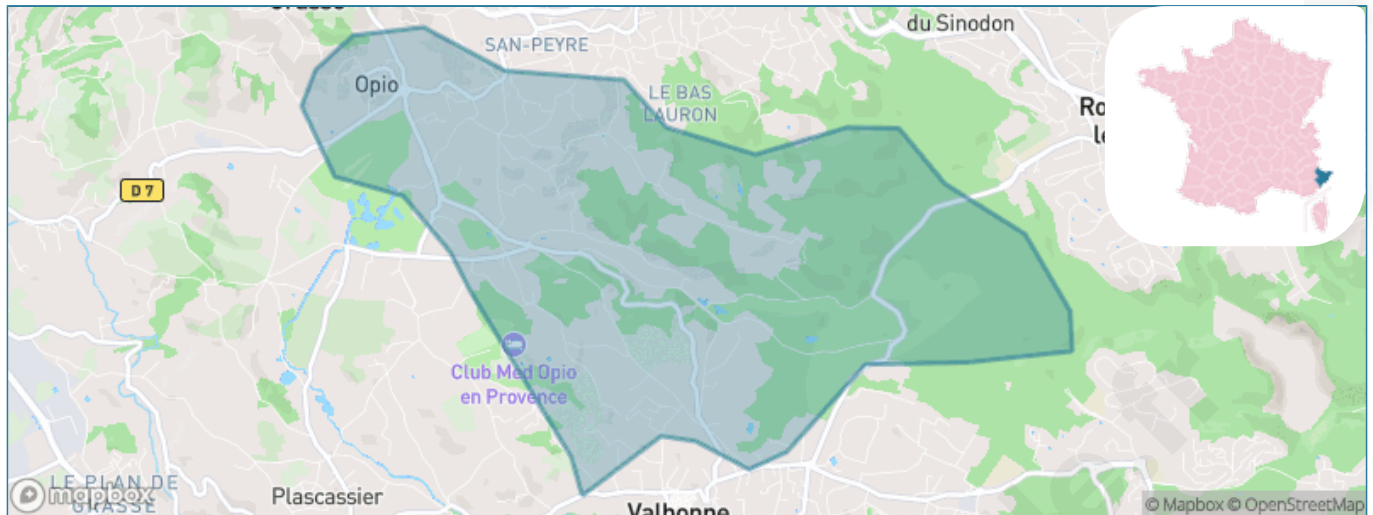 du Sinodon
SAN-PEYRE
Opio
LE BAS
LAURON
D 7
Club Med Opio
en Provence
LE PLAN DE
GRASSE
mapbox
Plascassier
Valbonne
© Mapbox © OpenStreetMap